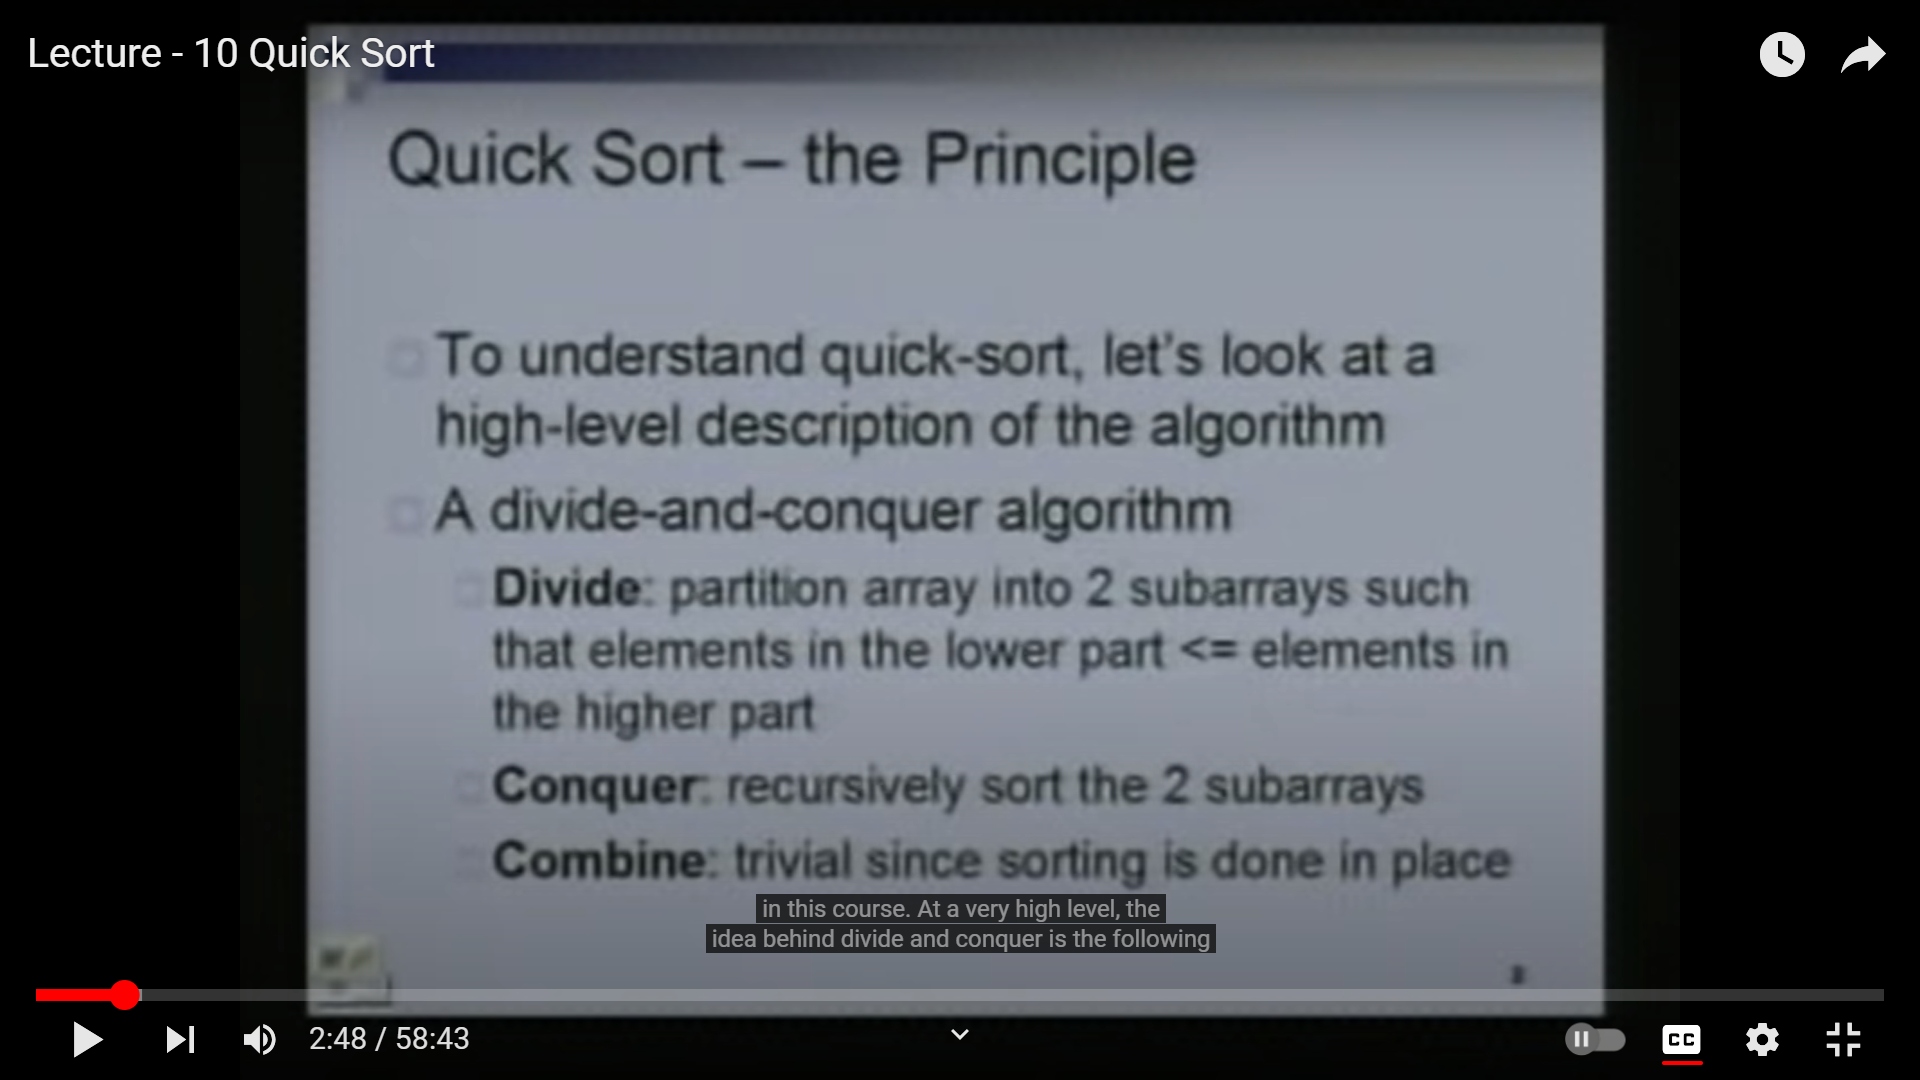 Lecture - 10 Quick Sort
Quick Sort – the Principle
To understand quick-sort, let's look at a
high-level description of the algorithm
A divide-and-conquer algorithm
Divide: partition array into 2 subarrays such
that elements in the lower part <= elements in
the higher part
Conquer: recursively sort the 2 subarrays
Combine: trivial since sorting is done in place
in this course. At a very high level, the
idea behind divide and conquer is the following
2:48 / 58:43
CC